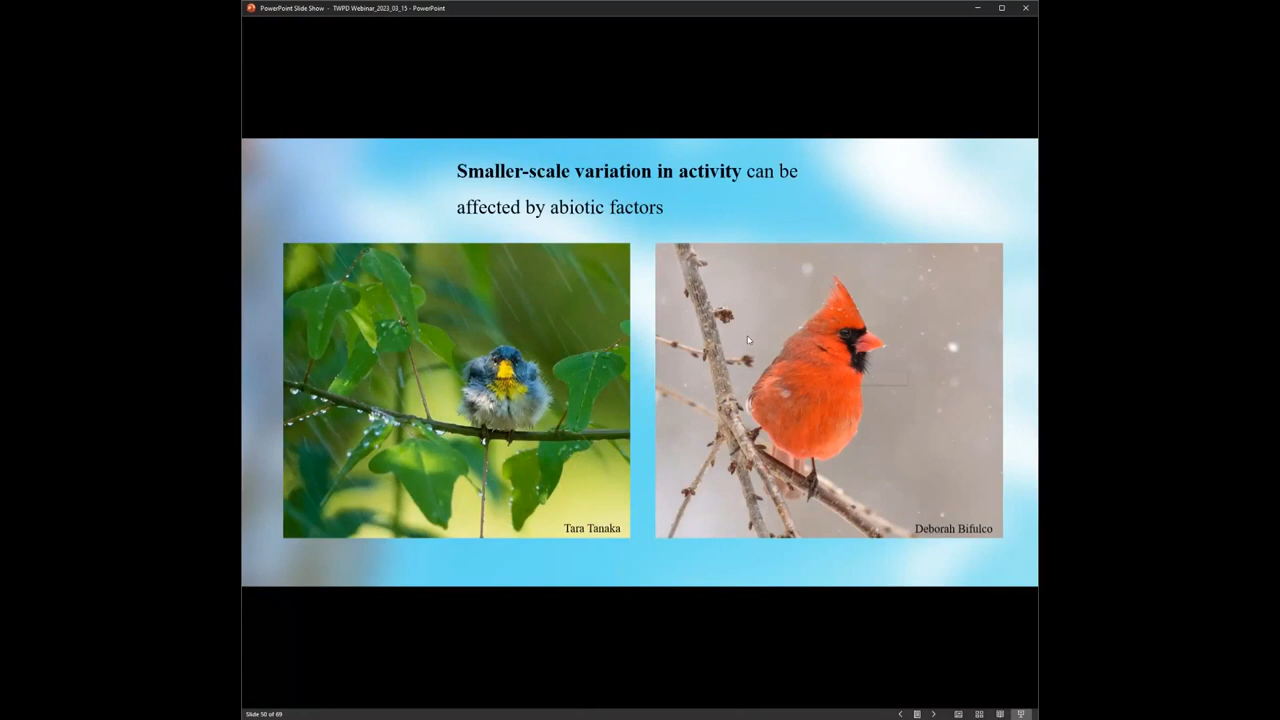 PowerPoint Slide Show - TWPD Webinar_2023_03_15 - PowerPoint
Smaller-scale variation in activity can be
affected by abiotic factors
Tara Tanaka
Deborah Bifulco
Slide 50 of 69